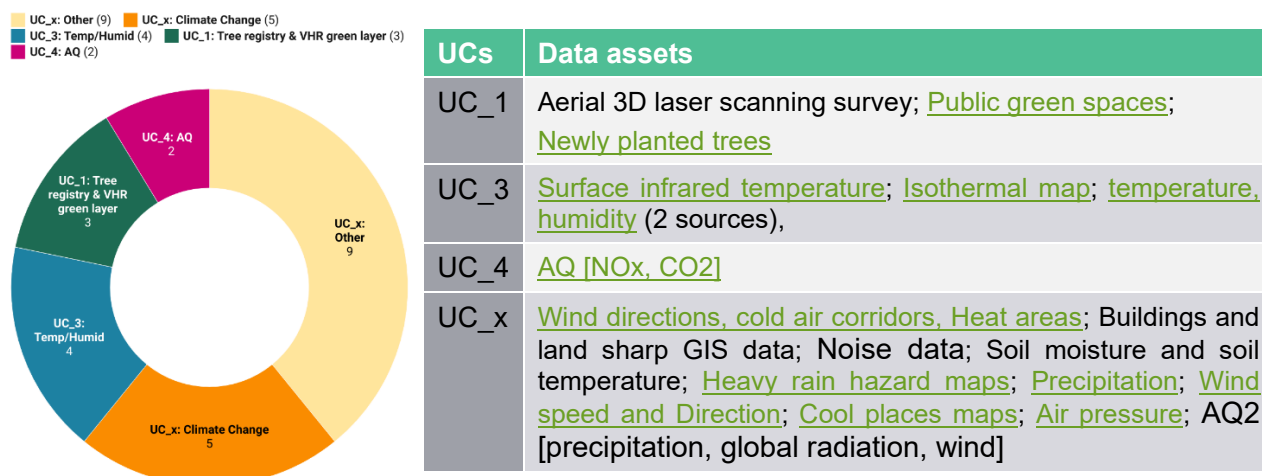 UC_x: Other (9) UC_x: Climate Change (5)
UC_3: Temp/Humid (4) UC_1: Tree registry & VHR green layer (3)
UC_4: AQ (2)
UC_4: AQ
2
UC_1: Tree
registry & VHR
green layer
3
UC_x:
Other
9
UC_3:
Temp/Humid
4
UC_x: Climate Change
5
UCs Data assets
UC_1 Aerial 3D laser scanning survey; Public green spaces;
Newly planted trees
UC_3 Surface infrared temperature; Isothermal map; temperature,
humidity (2 sources),
UC_4 AQ [NOx, CO2]
UC_x Wind directions, cold air corridors, Heat areas; Buildings and
land sharp GIS data; Noise data; Soil moisture and soil
temperature; Heavy rain hazard maps; Precipitation; Wind
speed and Direction; Cool places maps; Air pressure; AQ2
[precipitation, global radiation, wind]